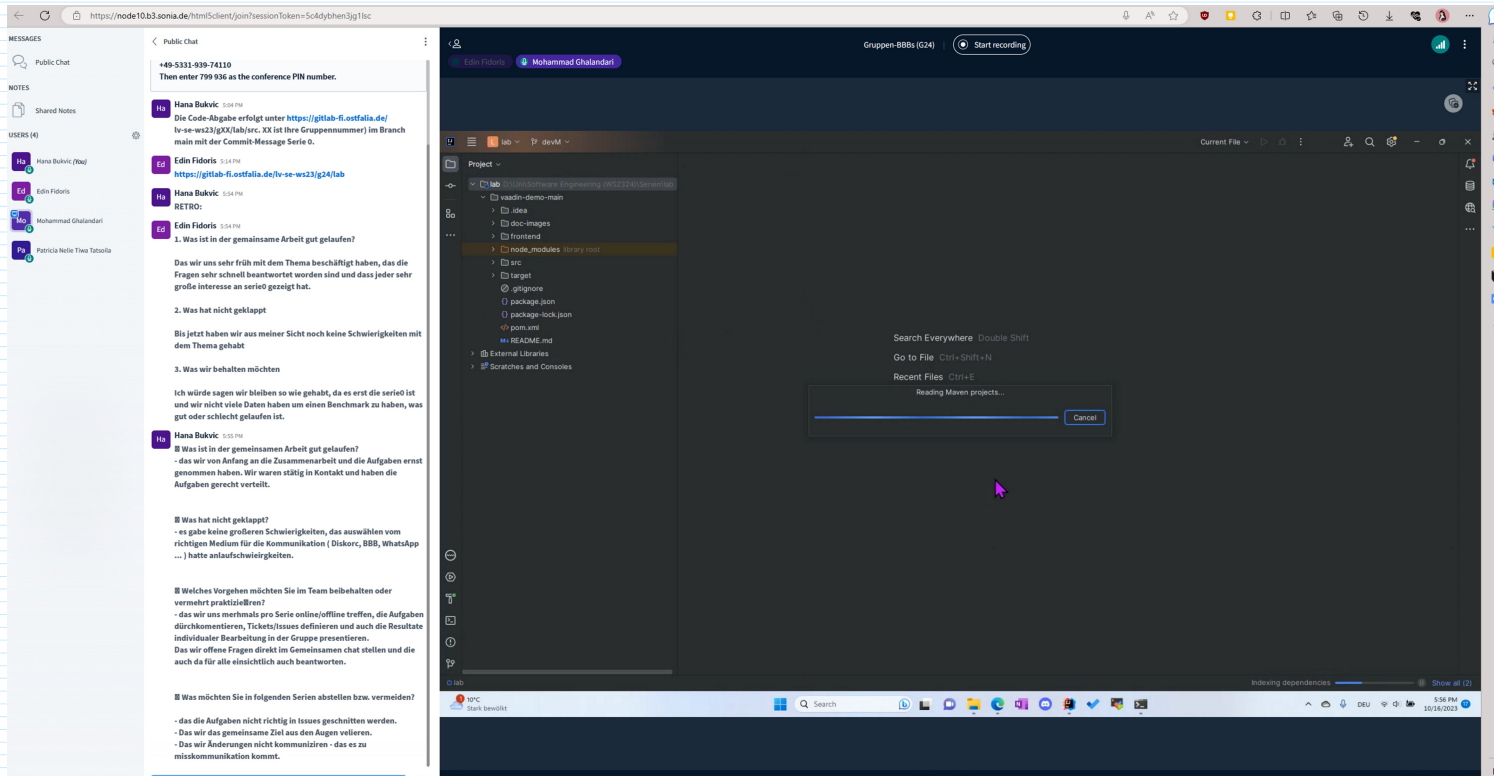 https://node10.b3.sonia.de/html5client/join?sessionToken=5c4dybhen3jg1lsc
MESSAGES
Public Chat
NOTES
Shared Notes
USERS (4)
Ha Hana Bukvic (You)
Ed Edin Fidoris
Mo Mohammad Ghalandari
Pa Patricia Nelie Tiwa Tatsoila
Public Chat
+49-5331-939-74110
Then enter 799 936 as the conference PIN number.
Ha Hana Bukvic 5:04 PM
Die Code-Abgabe erfolgt unter https://gitlab-fi.ostfalia.de/
lv-se-ws23/gXX/lab/src. XX ist Ihre Gruppennummer) im Branch
main mit der Commit-Message Serie 0.
Ed Edin Fidoris 5:14 PM
https://gitlab-fi.ostfalia.de/lv-se-ws23/g24/lab
Ha Hana Bukvic 5:54 PM
RETRO:
Ed Edin Fidoris 5:54 PM
1. Was ist in der gemainsame Arbeit gut gelaufen?
Das wir uns sehr früh mit dem Thema beschäftigt haben, das die
Fragen sehr schnell beantwortet worden sind und dass jeder sehr
große interesse an serie0 gezeigt hat.
2. Was hat nicht geklappt
Bis jetzt haben wir aus meiner Sicht noch keine Schwierigkeiten mit
dem Thema gehabt
3. Was wir behalten möchten
Ich würde sagen wir bleiben so wie gehabt, da es erst die serie0 ist
und wir nicht viele Daten haben um einen Benchmark zu haben, was
gut oder schlecht gelaufen ist.
Ha Hana Bukvic 5:55 PM
Was ist in der gemeinsamen Arbeit gut gelaufen?
- das wir von Anfang an die Zusammenarbeit und die Aufgaben ernst
genommen haben. Wir waren stätig in Kontakt und haben die
Aufgaben gerecht verteilt.
Was hat nicht geklappt?
- es gabe keine großeren Schwierigkeiten, das auswählen vom
richtigen Medium für die Kommunikation ( Diskorc, BBB, WhatsApp
... ) hatte anlaufschwieirgkeiten.
Welches Vorgehen möchten Sie im Team beibehalten oder
vermehrt praktizieren?
- das wir uns merhmals pro Serie online/offline treffen, die Aufgaben
dürchkomentieren, Tickets/Issues definieren und auch die Resultate
individualer Bearbeitung in der Gruppe presentieren.
Das wir offene Fragen direkt im Gemeinsamen chat stellen und die
auch da für alle einsichtlich auch beantworten.
Was möchten Sie in folgenden Serien abstellen bzw. vermeiden?
- das die Aufgaben nicht richtig in Issues geschnitten werden.
- Das wir das gemeinsame Ziel aus den Augen velieren.
- Das wir Änderungen nicht kommuniziren - das es zu
misskommunikation kommt.
Gruppen-BBBs (G24)
Start recording
Edin Fidoris
Mohammad Ghalandari
L lab
devM
Current File
Project
lab D:\Uni\Software Engineering (WS2324)\Serien\lab
vaadin-demo-main
.idea
doc-images
frontend
node_modules library root
src
target
.gitignore
package.json
package-lock.json
pom.xml
README.md
External Libraries
Scratches and Consoles
Search Everywhere Double Shift
Go to File Ctrl+Shift+N
Recent Files Ctrl+E
Reading Maven projects...
Cancel
lab
Indexing dependencies
Show all (2)
10°C
Stark bewölkt
Search
DEU
5:56 PM
10/16/2023